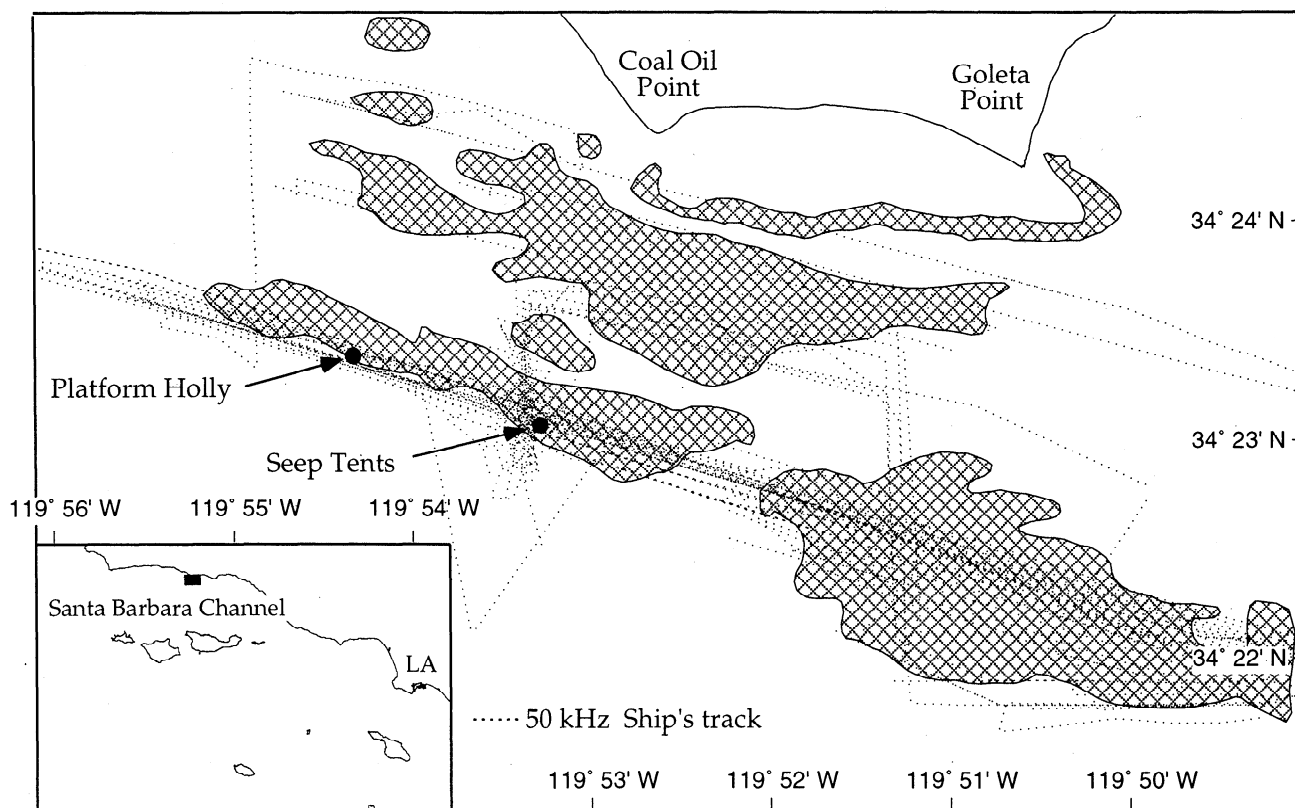 Coal Oil
Point
Goleta
Point
34° 24' N
Platform Holly
34° 23' N
Seep Tents
119° 56' W
119° 55' W
119° 54' W
Santa Barbara Channel
LA
34° 22' N
50 kHz Ship's track
119° 53' W
119° 52' W
119° 51' W
119° 50' W